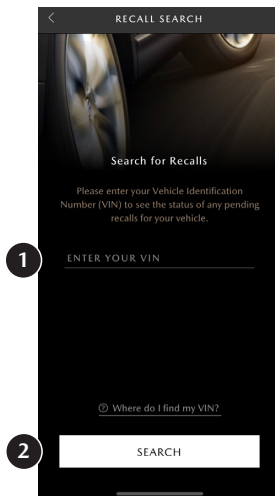 RECALL SEARCH
Search for Recalls
Please enter your Vehicle Identification
Number (VIN) to see the status of any pending
recalls for your vehicle.
1
ENTER YOUR VIN
? Where do I find my VIN?
2
SEARCH